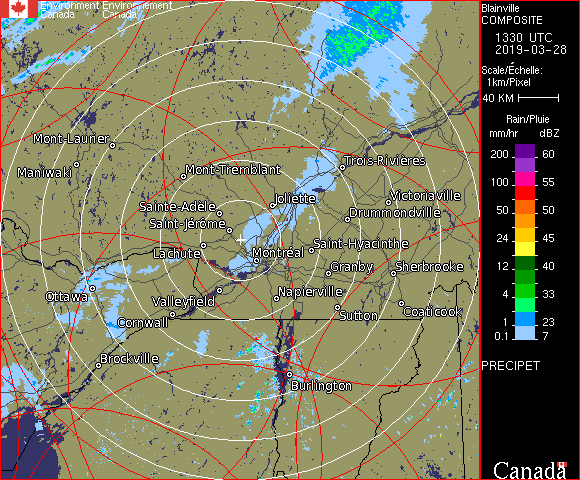 Environment Environnement
Canada Canada
Blainville
COMPOSITE
1330 UTC
2019-03-28
Scale/Échelle:
1km/Pixel
40 KM
Rain/Pluie
mm/hr dBZ
200 60
100 55
50 50
24 45
12 40
4 33
1 23
0.1 7
PRECIPET
Canada
Mont-Laurier
Maniwaki
Mont-Tremblant
Trois-Rivières
Sainte-Adèle
Joliette
Victoriaville
Saint-Jérôme
Drummondville
Lachute
Montréal
Saint-Hyacinthe
Granby
Sherbrooke
Ottawa
Valleyfield
Napierville
Cornwall
Sutton
Coaticook
Brockville
Burlington